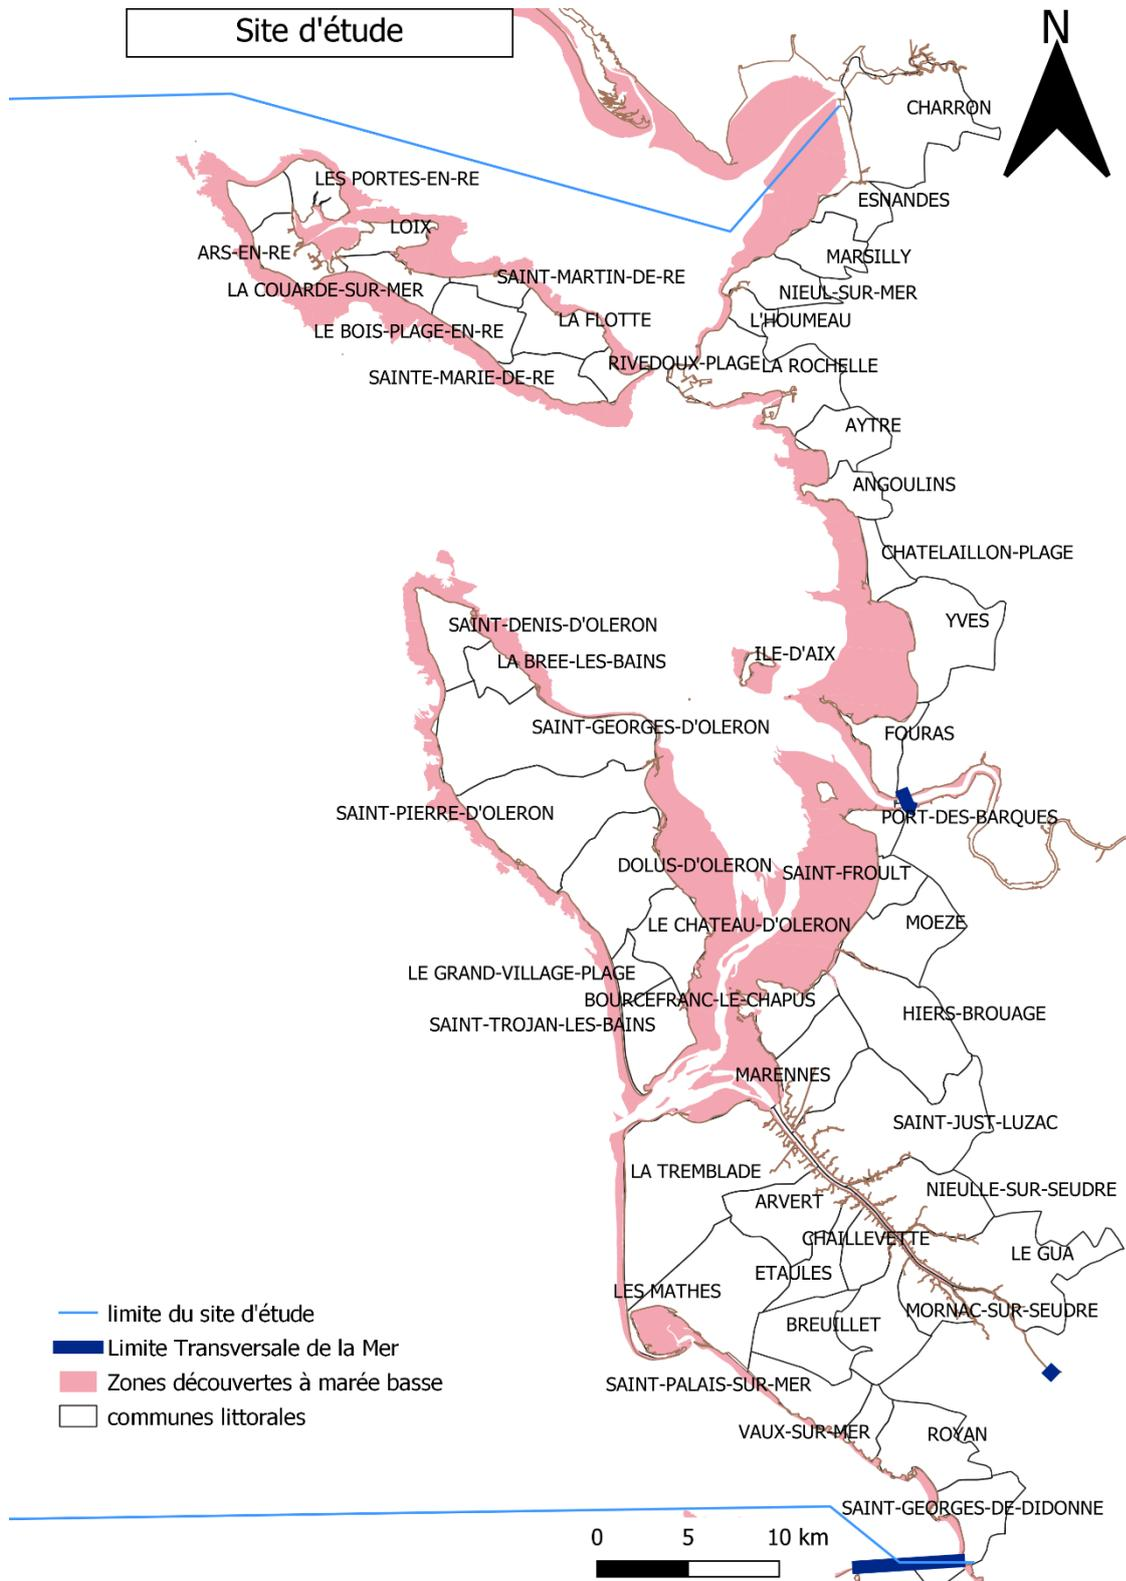 Site d'étude
N
CHARRON
ESNANDES
LES PORTES-EN-RE
LOIX
ARS-EN-RE
MARSILLY
SAINT-MARTIN-DE-RE
LA COUARDE-SUR-MER
NIEUL-SUR-MER
LA FLOTTE
L'HOUMEAU
LE BOIS-PLAGE-EN-RE
RIVEDOUX-PLAGE
LA ROCHELLE
SAINTE-MARIE-DE-RE
AYTRE
ANGOULINS
CHATELAILLON-PLAGE
YVES
SAINT-DENIS-D'OLERON
ILE-D'AIX
LA BREE-LES-BAINS
SAINT-GEORGES-D'OLERON
FOURAS
SAINT-PIERRE-D'OLERON
PORT-DES-BARQUES
DOLUS-D'OLERON
SAINT-FROULT
LE CHATEAU-D'OLERON
MOEZE
LE GRAND-VILLAGE-PLAGE
BOURCEFRANC-LE-CHAPUS
HIERS-BROUAGE
SAINT-TROJAN-LES-BAINS
MARENNES
SAINT-JUST-LUZAC
LA TREMBLADE
NIEULLE-SUR-SEUDRE
ARVERT
CHAILLEVETTE
LE GUA
ETAULES
LES MATHES
MORNAC-SUR-SEUDRE
BREUILLET
SAINT-PALAIS-SUR-MER
VAUX-SUR-MER
ROYAN
SAINT-GEORGES-DE-DIDONNE
limite du site d'étude
Limite Transversale de la Mer
Zones découvertes à marée basse
communes littorales
0 5 10 km